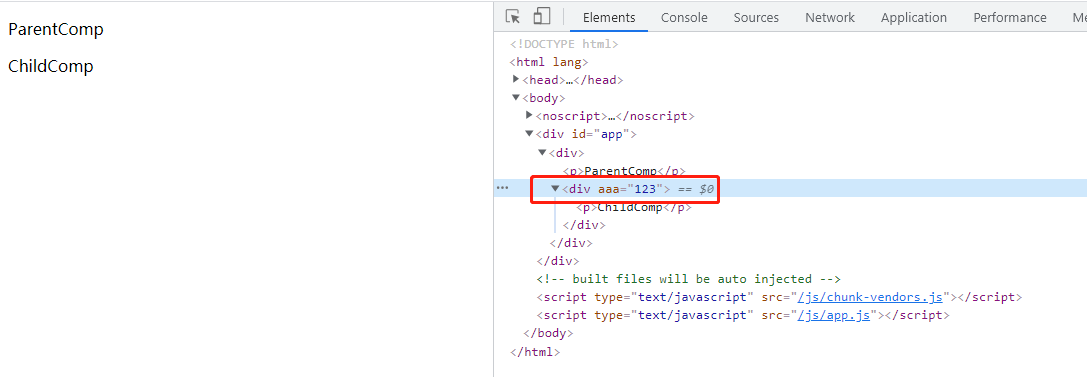 ParentComp
ChildComp
Elements Console Sources Network Application Performance Me
<!DOCTYPE html>
<html lang>
<head>…</head>
<body>
<noscript>…</noscript>
<div id="app">
<div>
<p>ParentComp</p>
… <div aaa="123"> == $0
<p>ChildComp</p>
</div>
</div>
</div>
<!-- built files will be auto injected -->
<script type="text/javascript" src="/js/chunk-vendors.js"></script>
<script type="text/javascript" src="/js/app.js"></script>
</body>
</html>